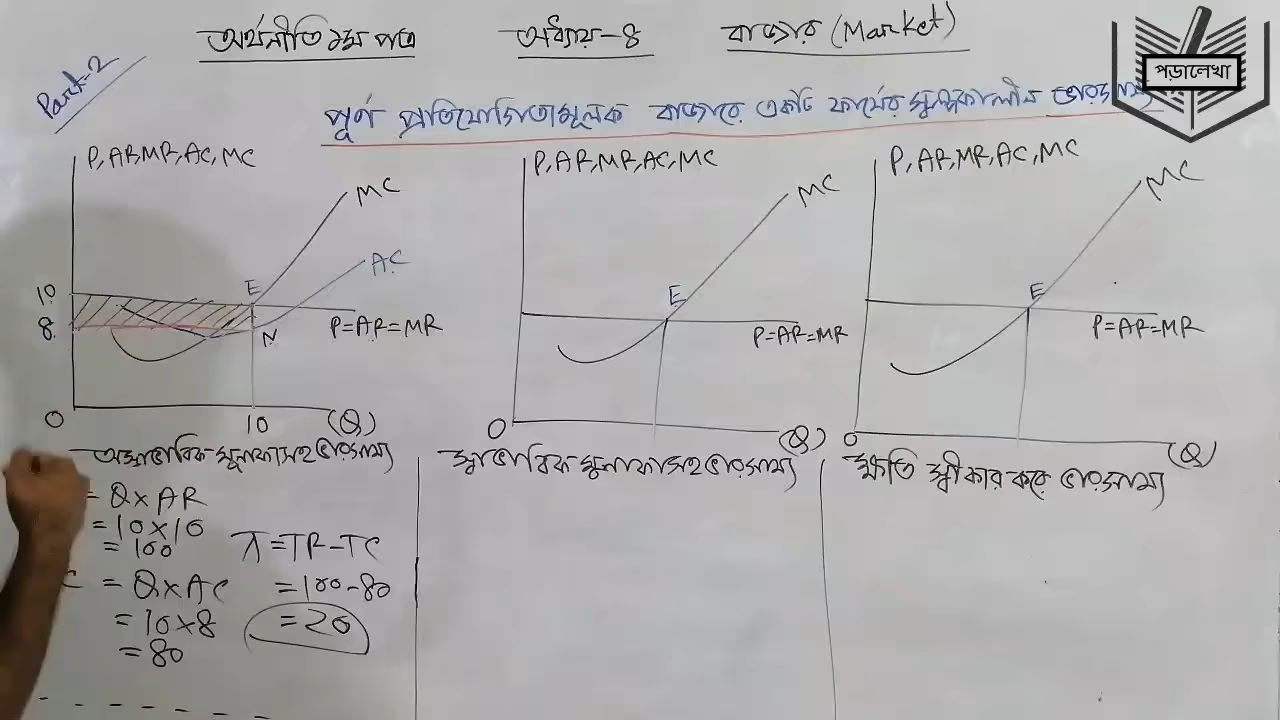 অর্থনীতি ১ম পত্র অধ্যায়-৪ বাজার (Market)
পড়ালেখা
Part-2
পূর্ণ প্রতিযোগিতামূলক বাজারে একটি ফার্মের স্বল্পকালীন ভারসাম্য
P, AR, MR, AC, MC
MC
AC
10
E
8
N
P=AR=MR
0
10
(Q)
অস্বাভাবিক মুনাফাসহ ভারসাম্য
= Q×AR
= 10×10
= 100
C = Q×AC
= 10×8
= 80
π = TR-TC
= 100-80
= 20
P, AR, MR, AC, MC
MC
E
P=AR=MR
0
(Q)
স্বাভাবিক মুনাফাসহ ভারসাম্য
P, AR, MR, AC, MC
MC
E
P=AR=MR
0
(Q)
ক্ষতি স্বীকার করে ভারসাম্য